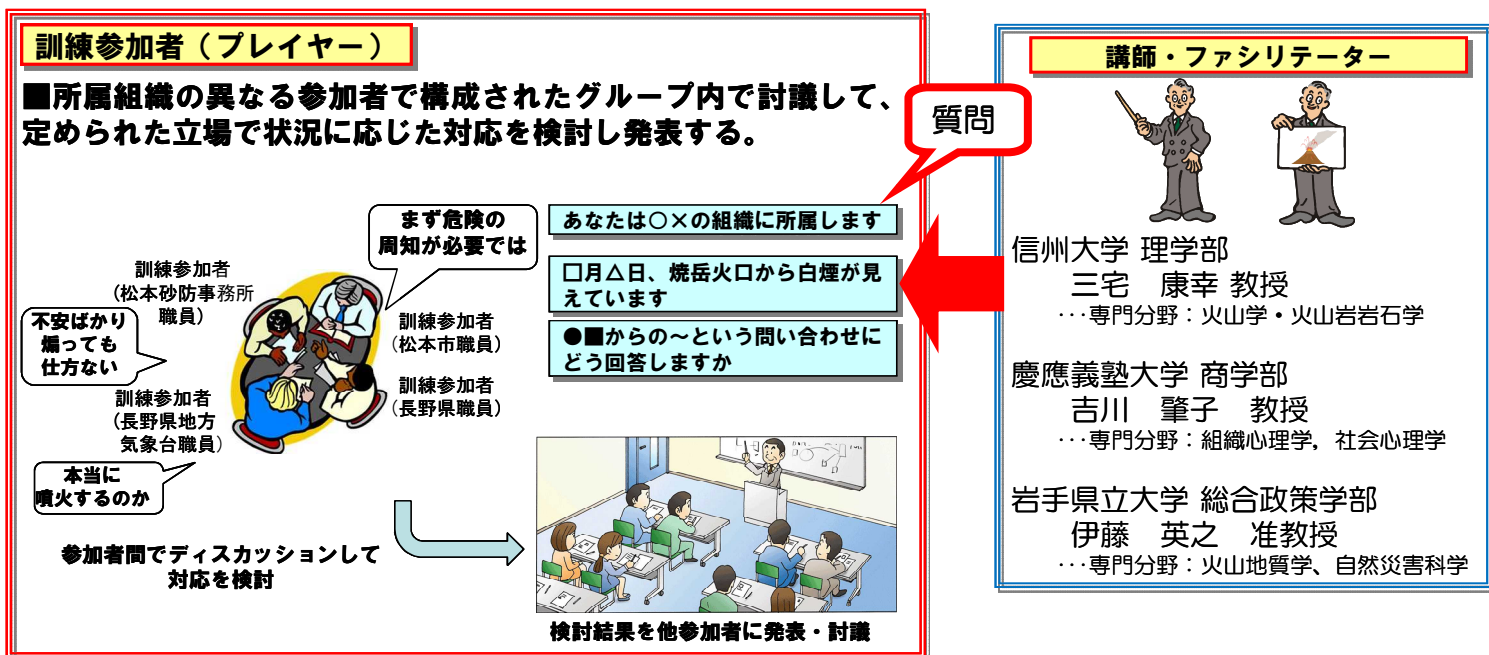 訓練参加者（プレイヤー）
■所属組織の異なる参加者で構成されたグループ内で討議して、
定められた立場で状況に応じた対応を検討し発表する。
質問
まず危険の
周知が必要では
訓練参加者
（松本砂防事務所
職員）
不安ばかり
煽っても
仕方ない
訓練参加者
（松本市職員）
訓練参加者
（長野県職員）
訓練参加者
（長野県地方
気象台職員）
本当に
噴火するのか
参加者間でディスカッションして
対応を検討
あなたは○×の組織に所属します
□月△日、焼岳火口から白煙が見
えています
●■からの～という問い合わせに
どう回答しますか
検討結果を他参加者に発表・討議
講師・ファシリテーター
信州大学 理学部
三宅　康幸 教授
･･･専門分野：火山学・火山岩岩石学
慶應義塾大学 商学部
吉川　肇子　教授
･･･専門分野：組織心理学，社会心理学
岩手県立大学 総合政策学部
伊藤　英之　准教授
･･･専門分野：火山地質学、自然災害科学